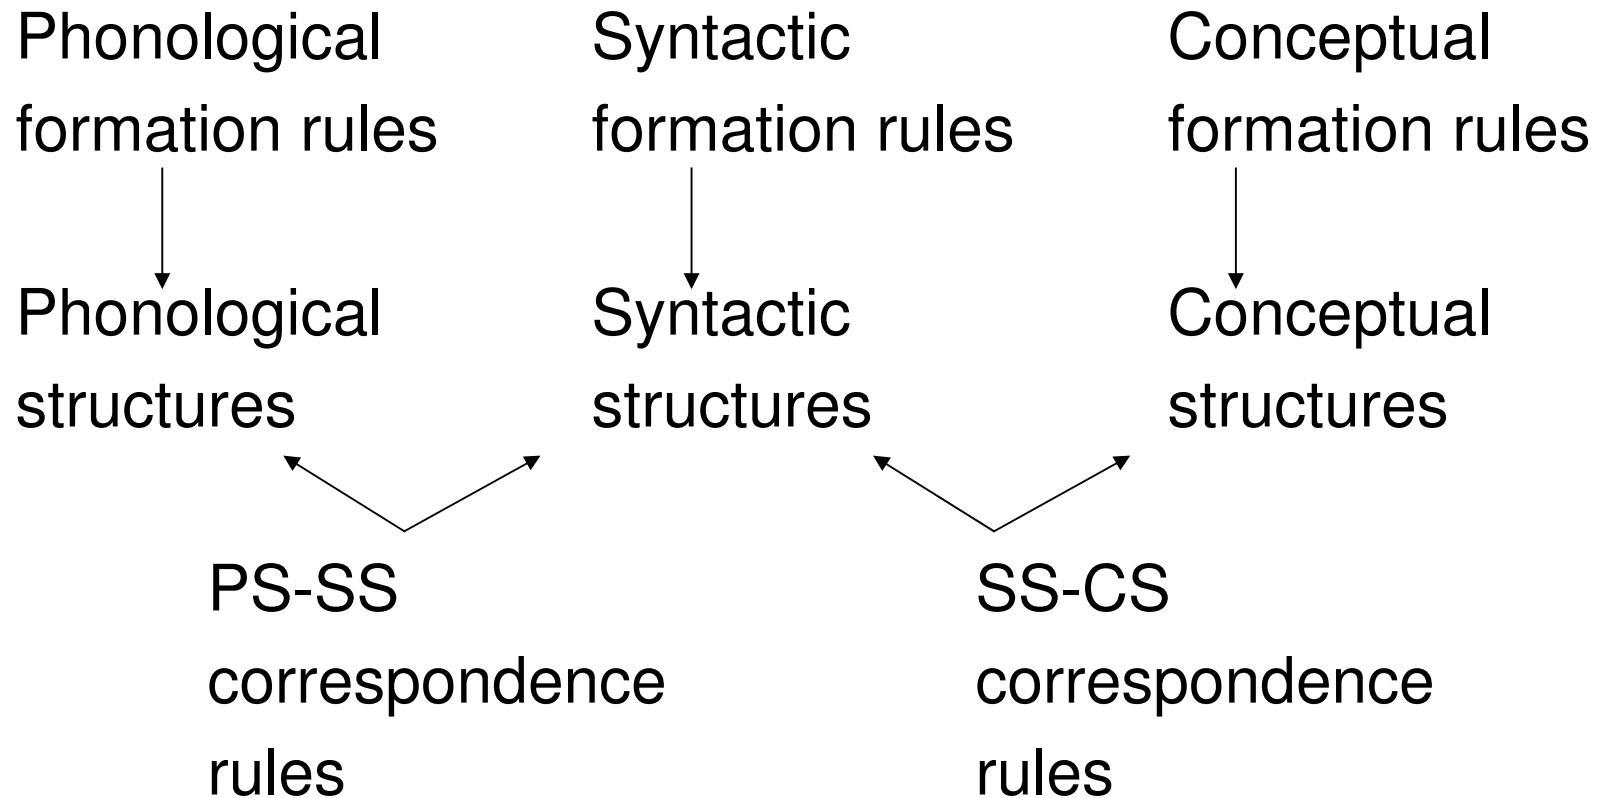 Phonological
formation rules
Syntactic
formation rules
Conceptual
formation rules
Phonological
structures
Syntactic
structures
Conceptual
structures
PS-SS
correspondence
rules
SS-CS
correspondence
rules